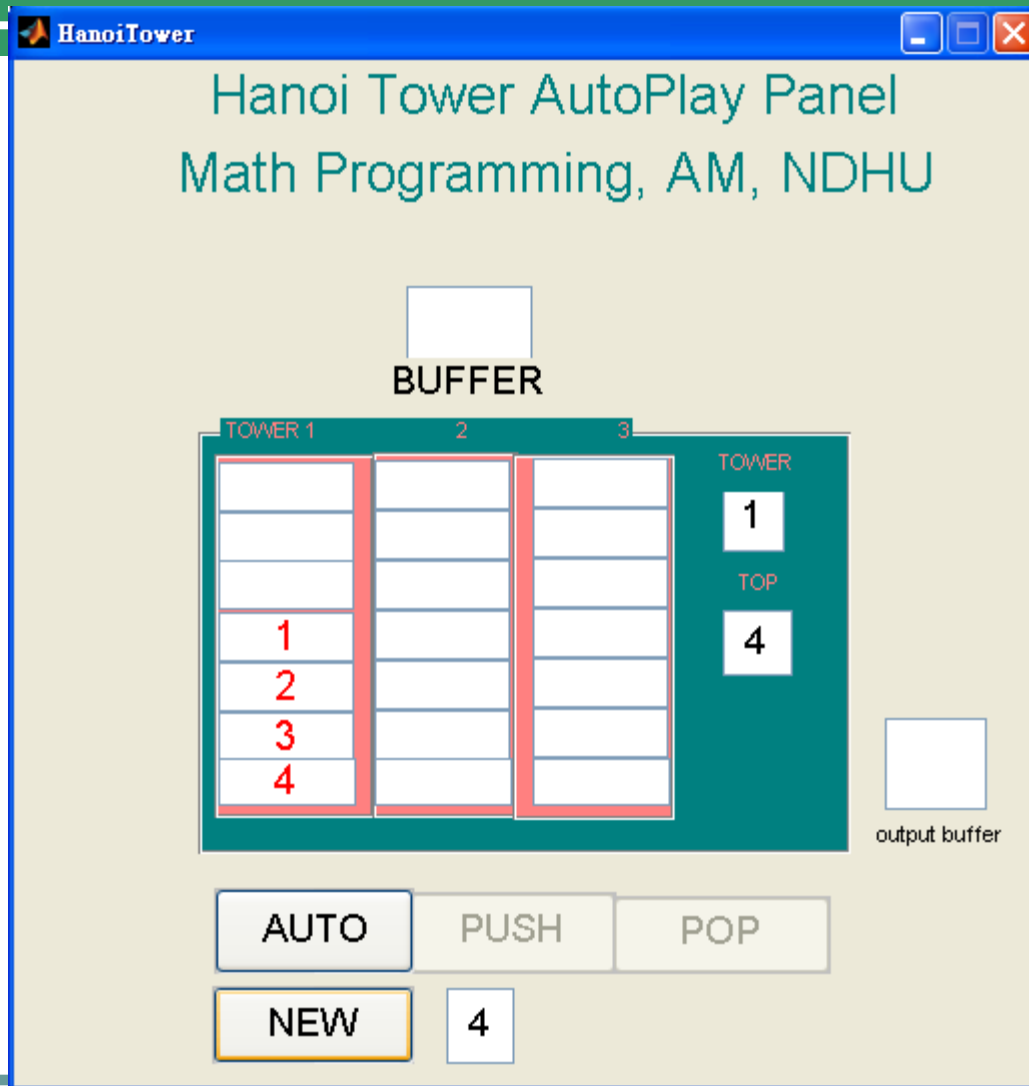 HanoiTower
Hanoi Tower AutoPlay Panel
Math Programming, AM, NDHU
BUFFER
TOWER 1 2 3
TOWER
1
TOP
4
1
2
3
4
output buffer
AUTO PUSH POP
NEW 4